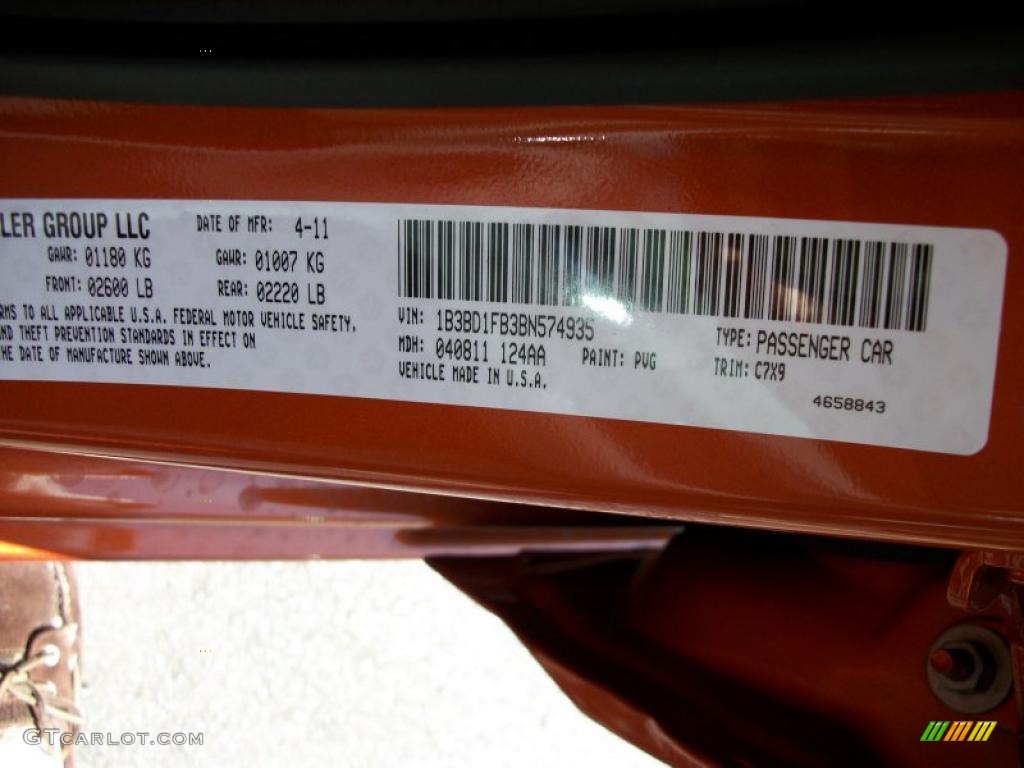 LER GROUP LLC
DATE OF MFR: 4-11
GAWR: 01180 KG
GAWR: 01007 KG
FRONT: 02600 LB
REAR: 02220 LB
RMS TO ALL APPLICABLE U.S.A. FEDERAL MOTOR VEHICLE SAFETY,
ND THEFT PREVENTION STANDARDS IN EFFECT ON
HE DATE OF MANUFACTURE SHOWN ABOVE.
VIN: 1B3BD1FB3BN574935
TYPE: PASSENGER CAR
MDH: 040811 124AA
PAINT: PVG
TRIM: C7X9
VEHICLE MADE IN U.S.A.
4658843
GTCARLOT.COM